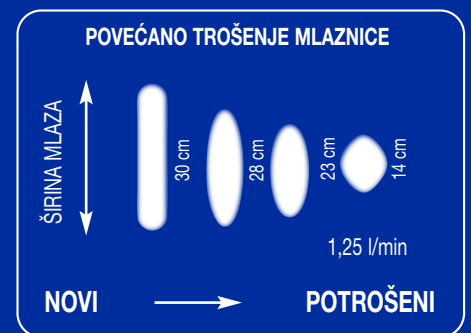 POVEĆANO TROŠENJE MLAZNICE
ŠIRINA MLAZA
30 cm
28 cm
23 cm
14 cm
1,25 l/min
NOVI
POTROŠENI